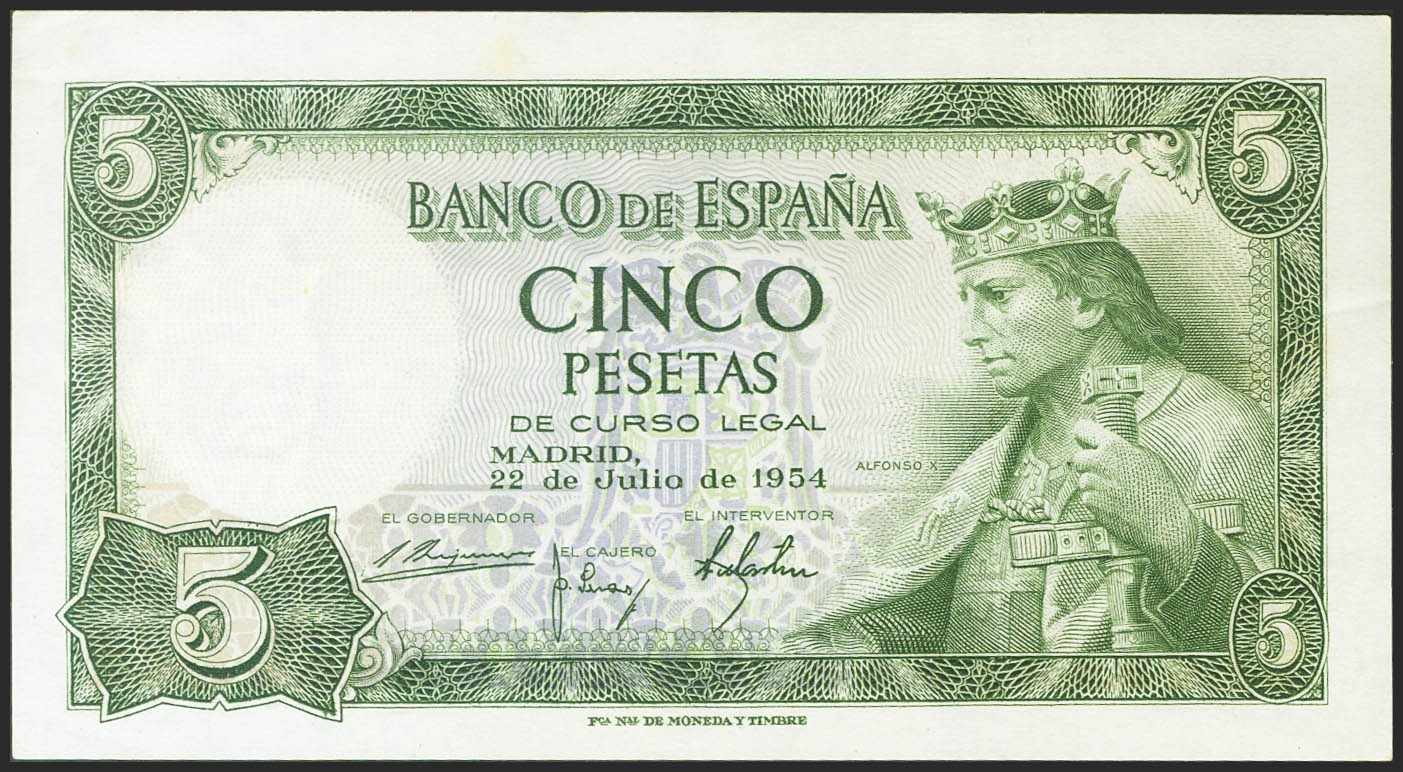 5 5
BANCO DE ESPAÑA
CINCO
PESETAS
DE CURSO LEGAL
MADRID,
22 de Julio de 1954
ALFONSO X
EL GOBERNADOR
EL INTERVENTOR
EL CAJERO
5 5
FCA NAL DE MONEDA Y TIMBRE